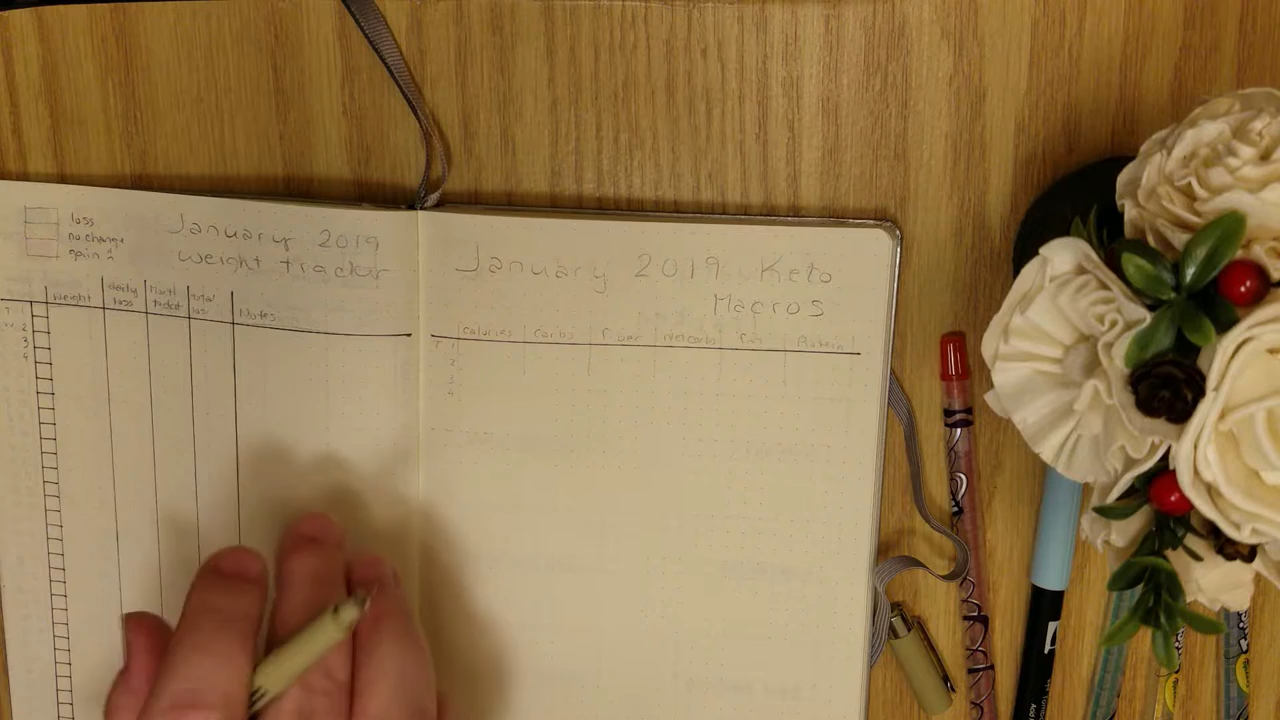 loss
no change
gain
January 2019
weight tracker
weight
daily loss
total loss
Notes
T 1
W 2
3
4
January 2019 Keto
Macros
calories carbs Fiber Net carbs Fat Protein
T 1
2
3
4